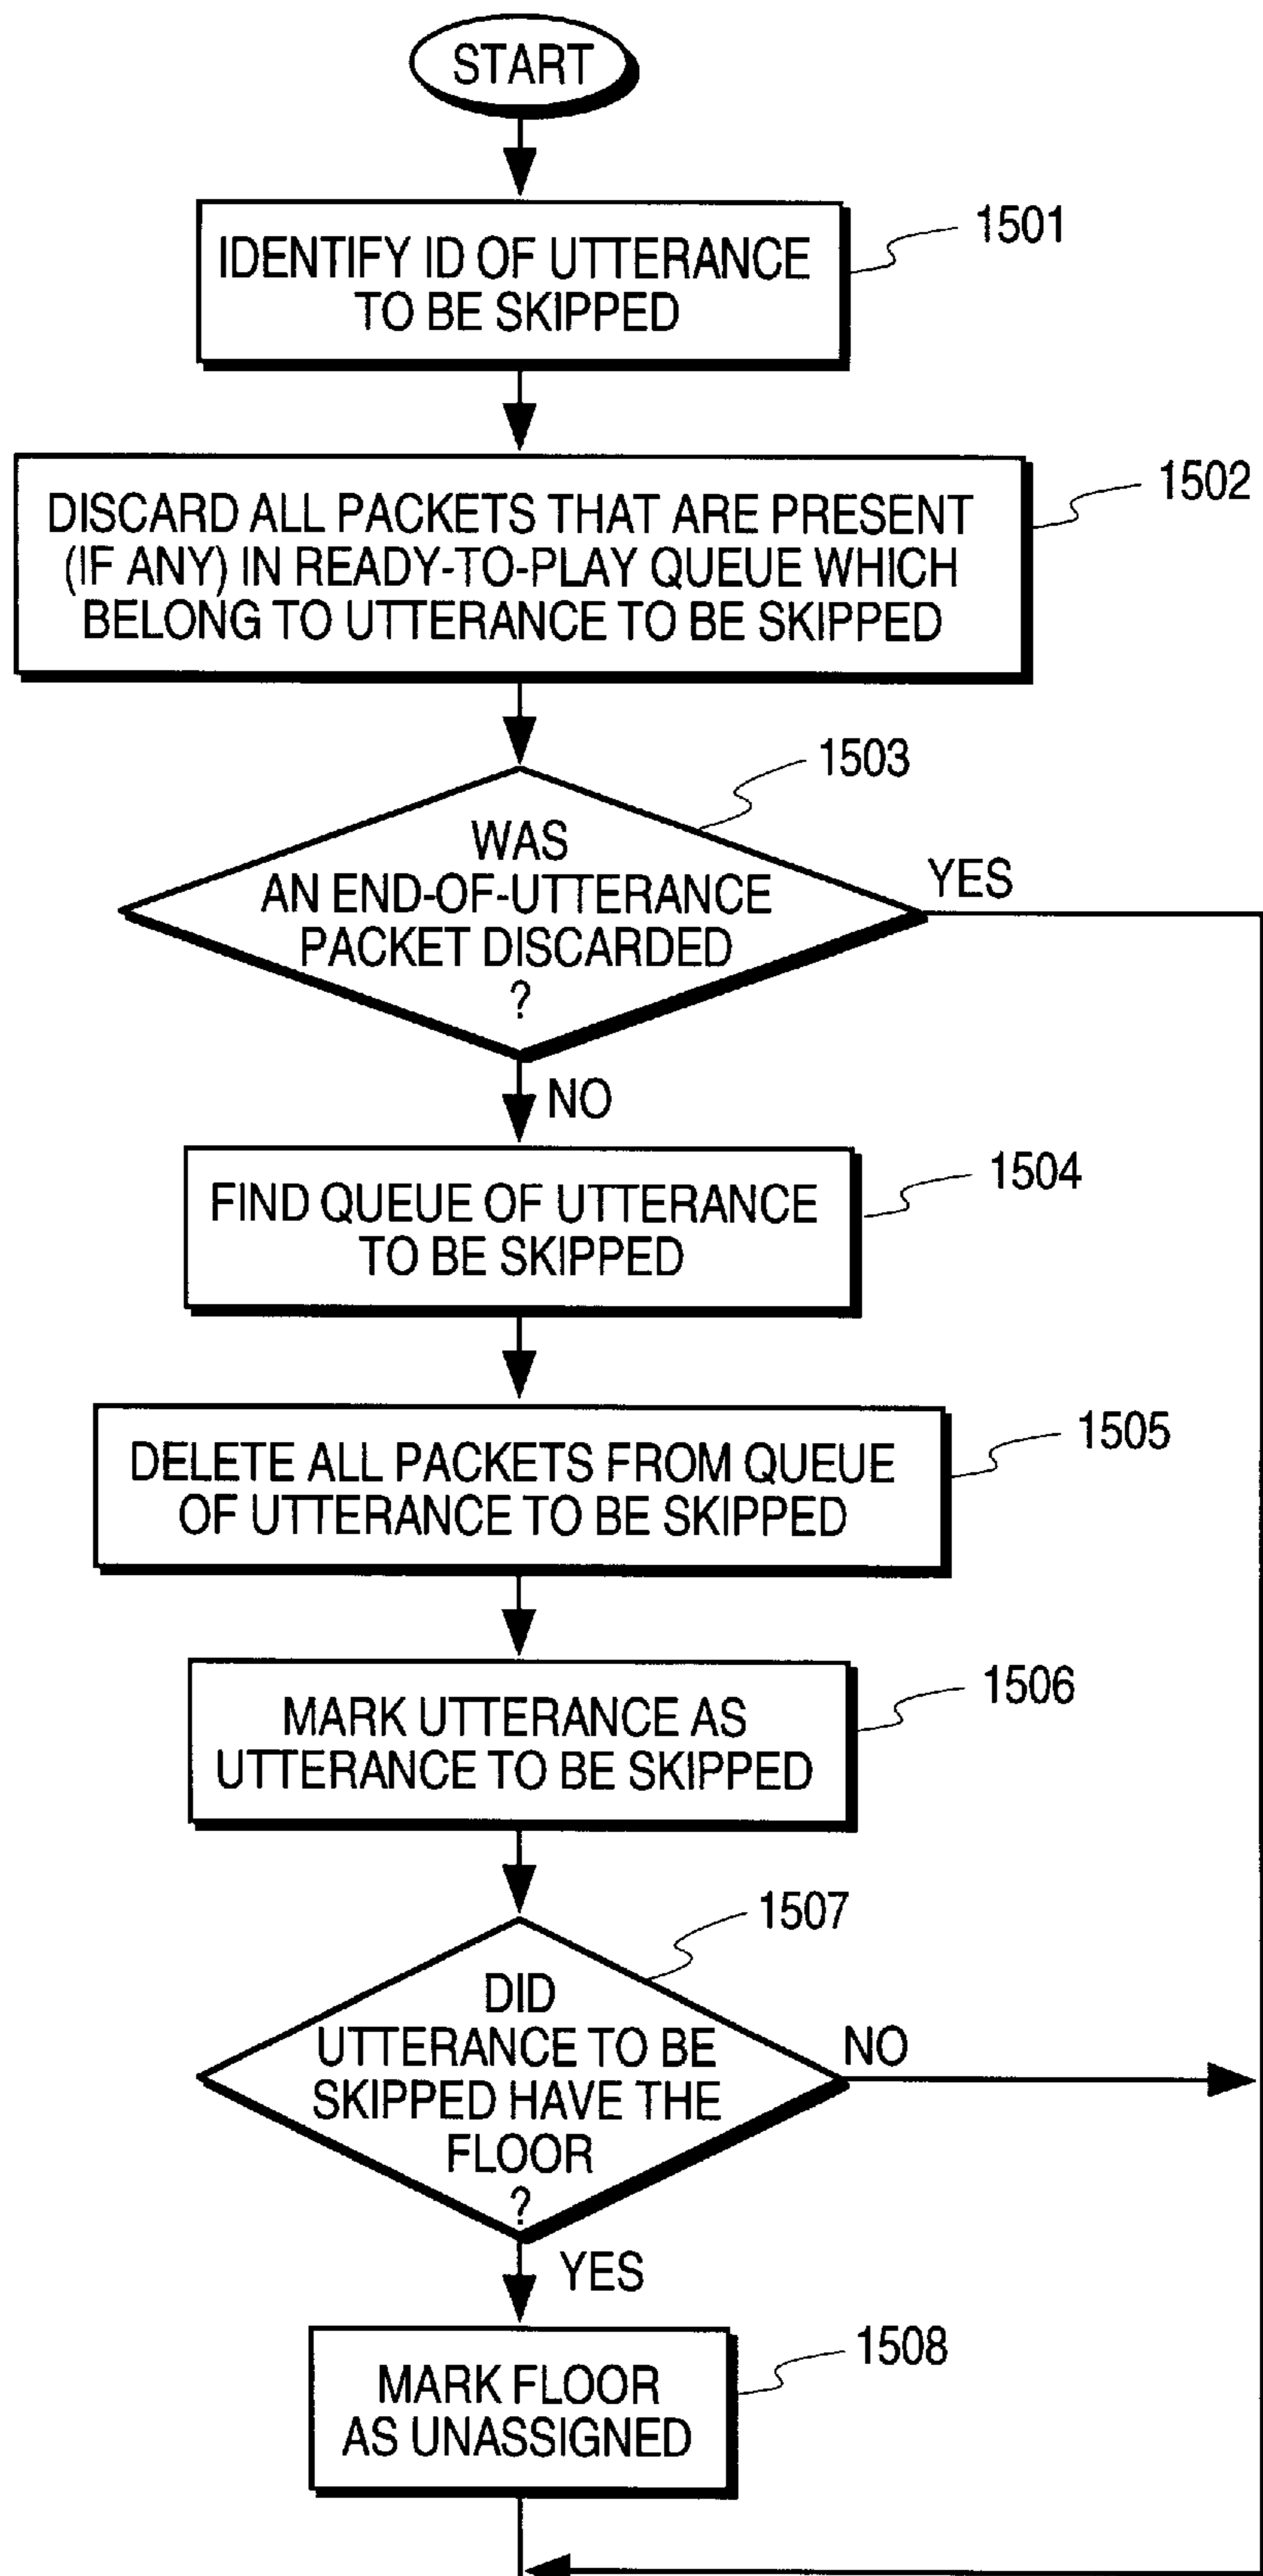 START
IDENTIFY ID OF UTTERANCE
TO BE SKIPPED
1501
DISCARD ALL PACKETS THAT ARE PRESENT
(IF ANY) IN READY-TO-PLAY QUEUE WHICH
BELONG TO UTTERANCE TO BE SKIPPED
1502
1503
WAS
AN END-OF-UTTERANCE
PACKET DISCARDED
?
YES
NO
FIND QUEUE OF UTTERANCE
TO BE SKIPPED
1504
DELETE ALL PACKETS FROM QUEUE
OF UTTERANCE TO BE SKIPPED
1505
MARK UTTERANCE AS
UTTERANCE TO BE SKIPPED
1506
1507
DID
UTTERANCE TO BE
SKIPPED HAVE THE
FLOOR
?
NO
YES
MARK FLOOR
AS UNASSIGNED
1508